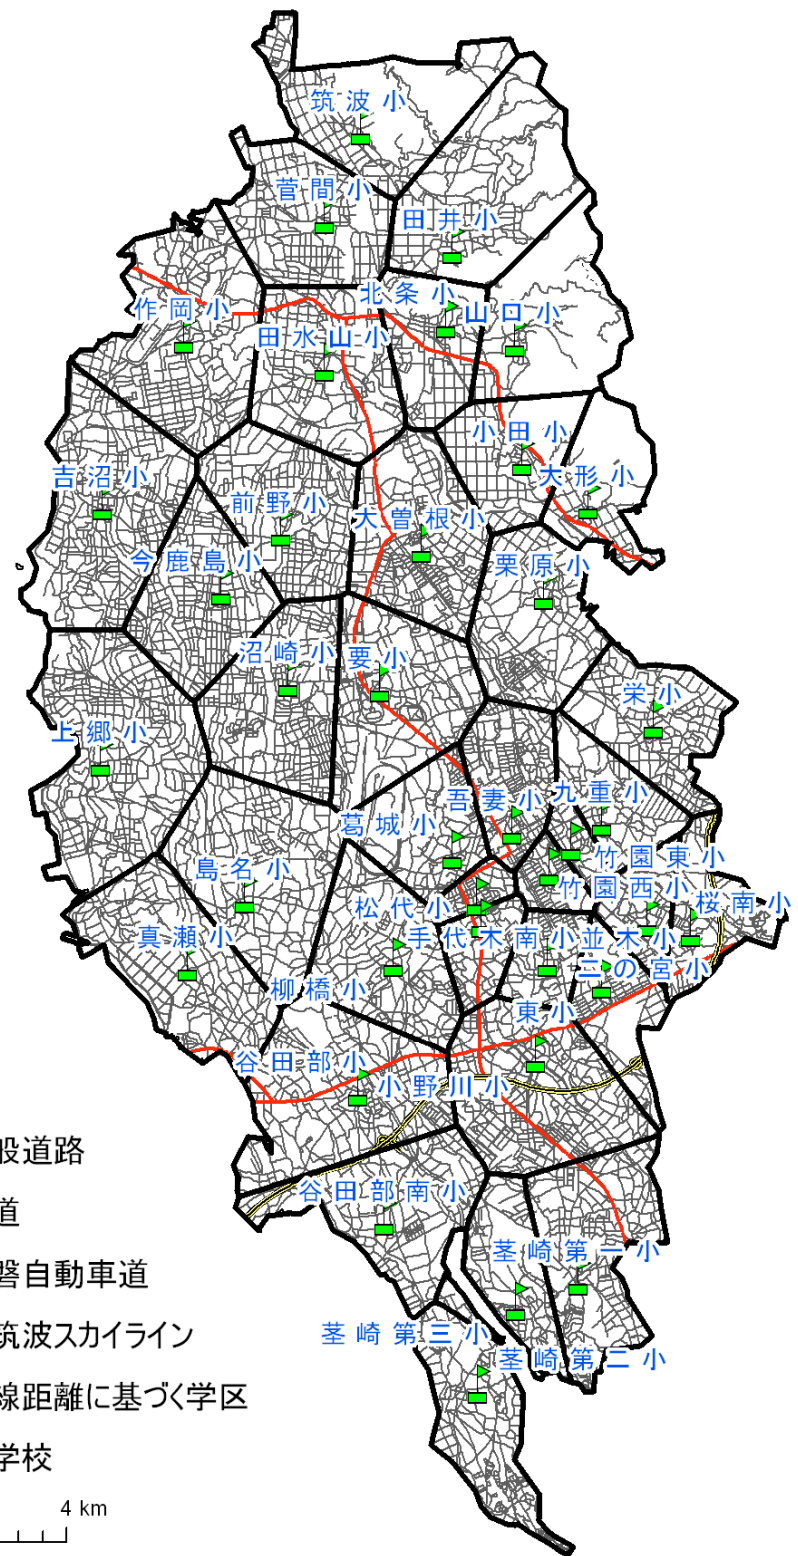 筑波小
菅間小
田井小
北条小
作岡小
山口小
田水山小
小田小
吉沼小
大形小
前野小
大曽根小
今鹿島小
栗原小
沼崎小
要小
栄小
上郷小
吾妻小
九重小
葛城小
竹園東小
島名小
竹園西小
松代小
桜南小
真瀬小
手代木南小
並木小
二の宮小
柳橋小
東小
谷田部小
小野川小
般道路
谷田部南小
道
茎崎第一小
磐自動車道
筑波スカイライン
茎崎第三小
茎崎第二小
線距離に基づく学区
学校
4 km